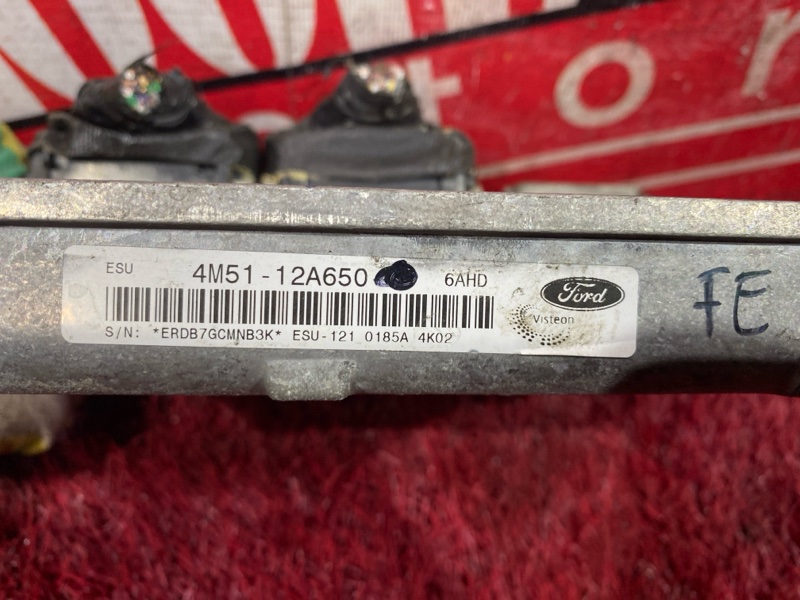 ESU 4M51-12A650 6AHD
Ford
Visteon
S/N: *ERDB7GCMNB3K* ESU-121 0185A 4K02
FE